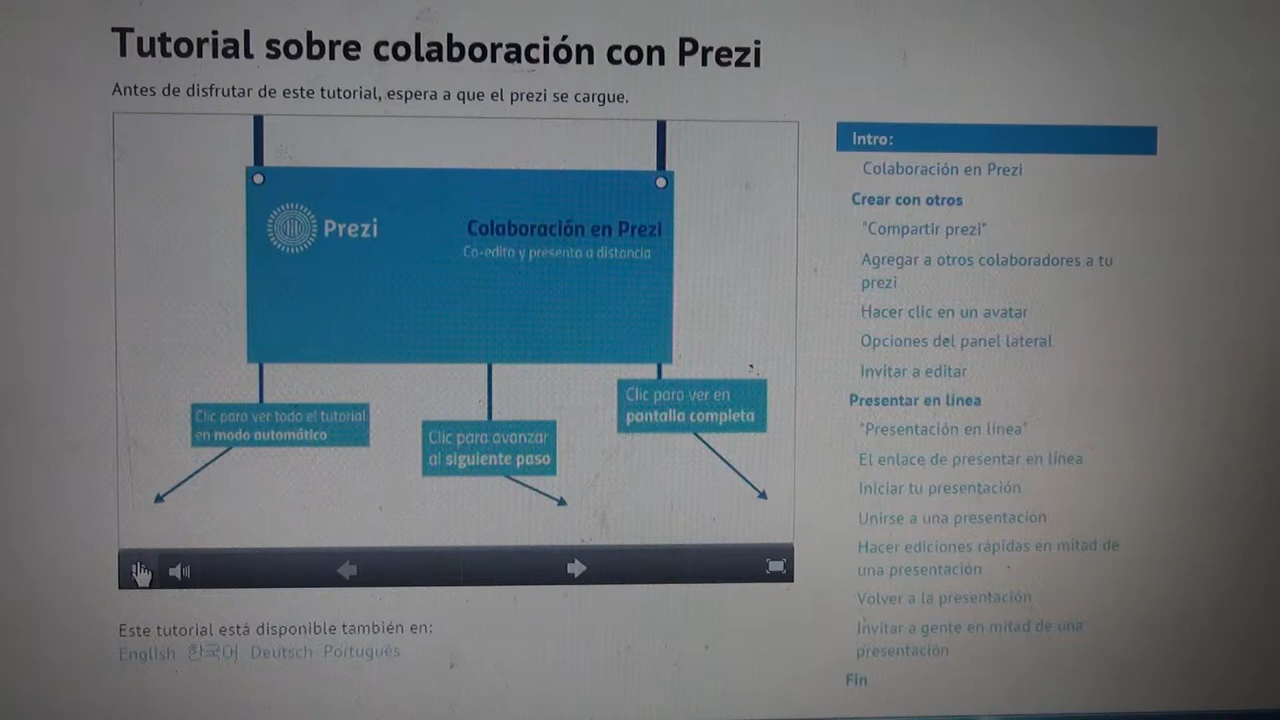 Tutorial sobre colaboración con Prezi
Antes de disfrutar de este tutorial, espera a que el prezi se cargue.
Prezi
Colaboración en Prezi
Co-edita y presenta a distancia
Clic para ver todo el tutorial
en modo automático
Clic para avanzar
al siguiente paso
Clic para ver en
pantalla completa
Este tutorial está disponible también en:
English 한국어 Deutsch Português
Intro:
Colaboración en Prezi
Crear con otros
"Compartir prezi"
Agregar a otros colaboradores a tu
prezi
Hacer clic en un avatar
Opciones del panel lateral
Invitar a editar
Presentar en línea
"Presentación en línea"
El enlace de presentar en línea
Iniciar tu presentación
Unirse a una presentación
Hacer ediciones rápidas en mitad de
una presentación
Volver a la presentación
Invitar a gente en mitad de una
presentación
Fin